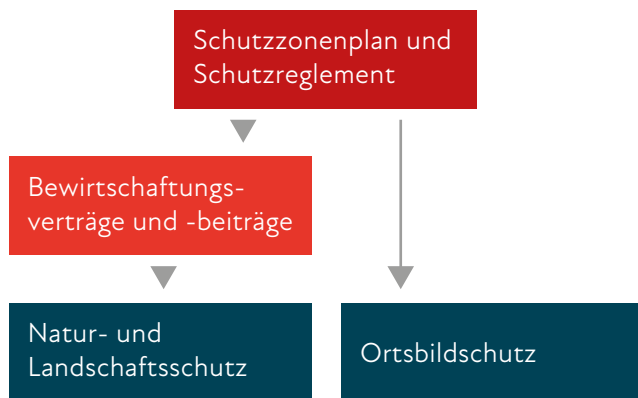 Schutzzonenplan und
Schutzreglement
Bewirtschaftungs-
verträge und -beiträge
Natur- und
Landschaftsschutz
Ortsbildschutz